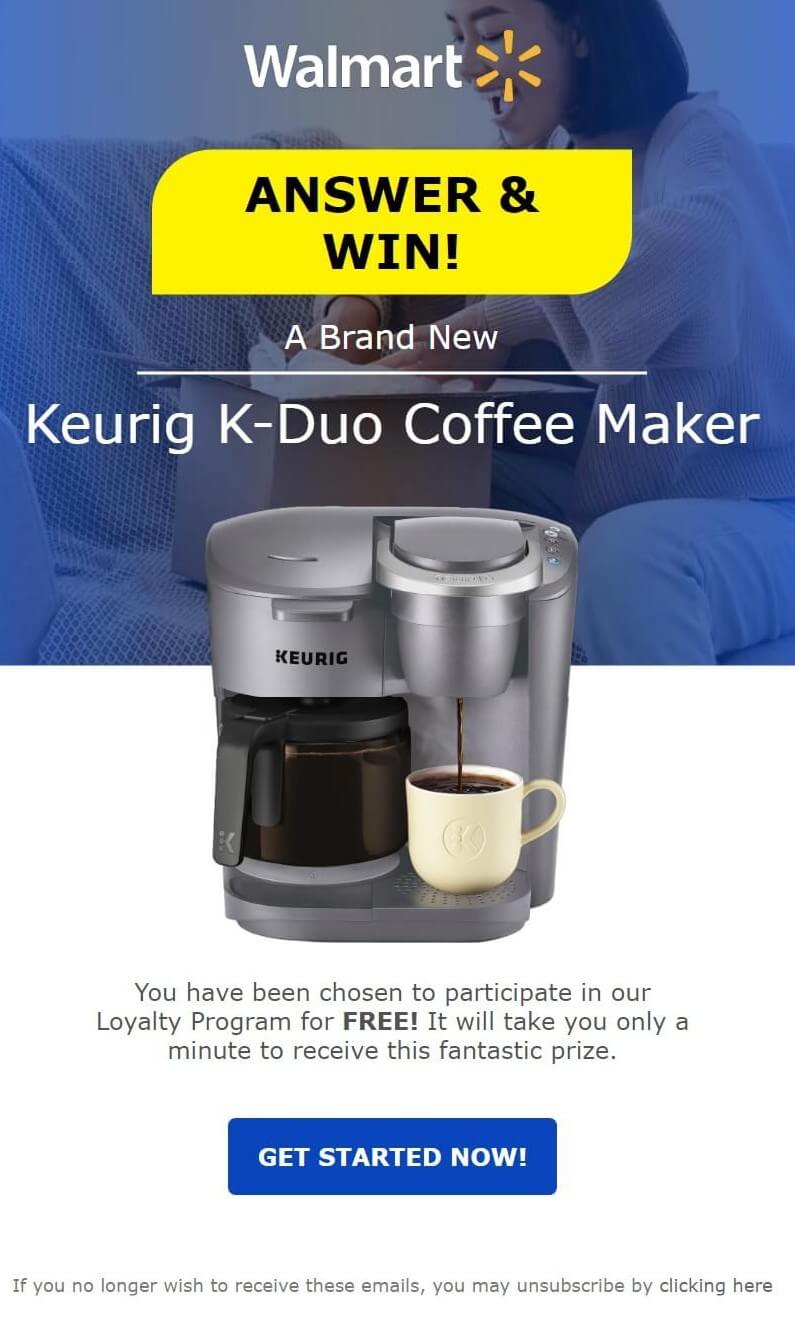 Walmart
ANSWER &
WIN!
A Brand New
Keurig K-Duo Coffee Maker
KEURIG
You have been chosen to participate in our
Loyalty Program for FREE! It will take you only a
minute to receive this fantastic prize.
GET STARTED NOW!
If you no longer wish to receive these emails, you may unsubscribe by clicking here